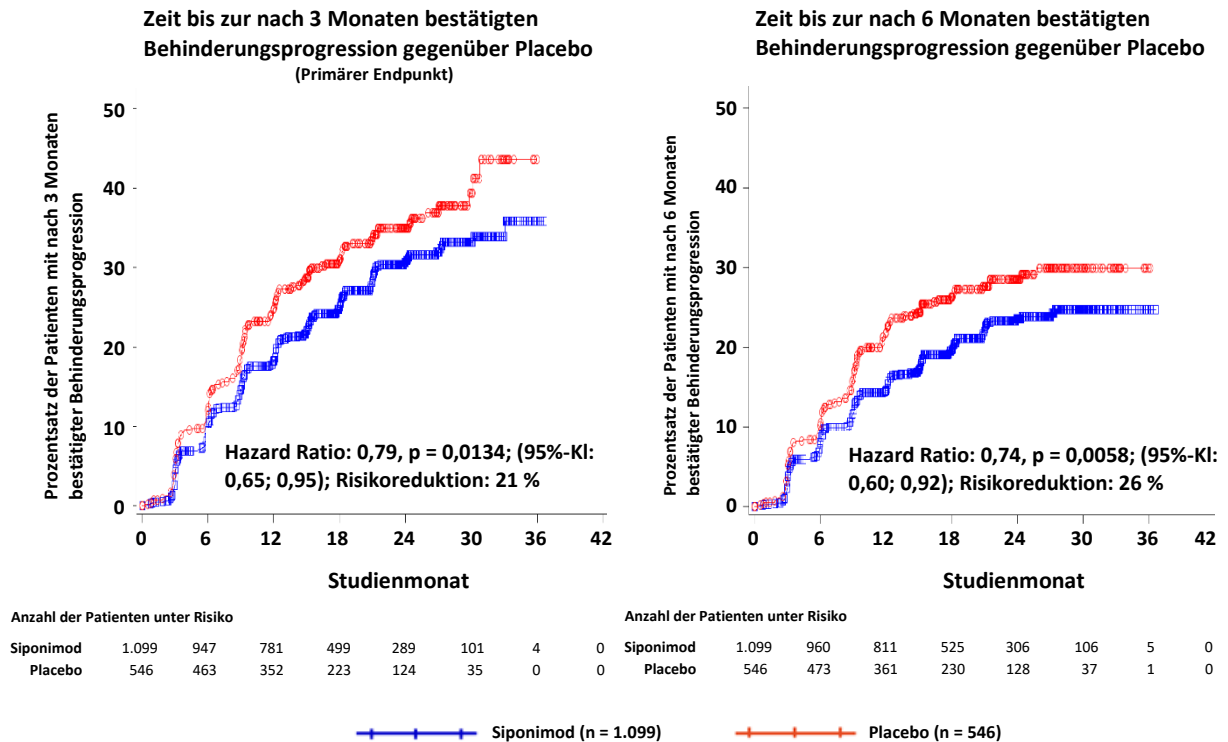 Zeit bis zur nach 3 Monaten bestätigten
Behinderungsprogression gegenüber Placebo
(Primärer Endpunkt)
Prozentsatz der Patienten mit nach 3 Monaten
bestätigter Behinderungsprogression
50
40
30
20
10
0
Hazard Ratio: 0,79, p = 0,0134; (95%-Kl:
0,65; 0,95); Risikoreduktion: 21 %
0 6 12 18 24 30 36 42
Studienmonat
Anzahl der Patienten unter Risiko
Siponimod 1.099 947 781 499 289 101 4 0
Placebo 546 463 352 223 124 35 0 0
Zeit bis zur nach 6 Monaten bestätigten
Behinderungsprogression gegenüber Placebo
Prozentsatz der Patienten mit nach 6 Monaten
bestätigter Behinderungsprogression
50
40
30
20
10
0
Hazard Ratio: 0,74, p = 0,0058; (95%-Kl:
0,60; 0,92); Risikoreduktion: 26 %
0 6 12 18 24 30 36 42
Studienmonat
Anzahl der Patienten unter Risiko
Siponimod 1.099 960 811 525 306 106 5 0
Placebo 546 473 361 230 128 37 1 0
Siponimod (n = 1.099) Placebo (n = 546)